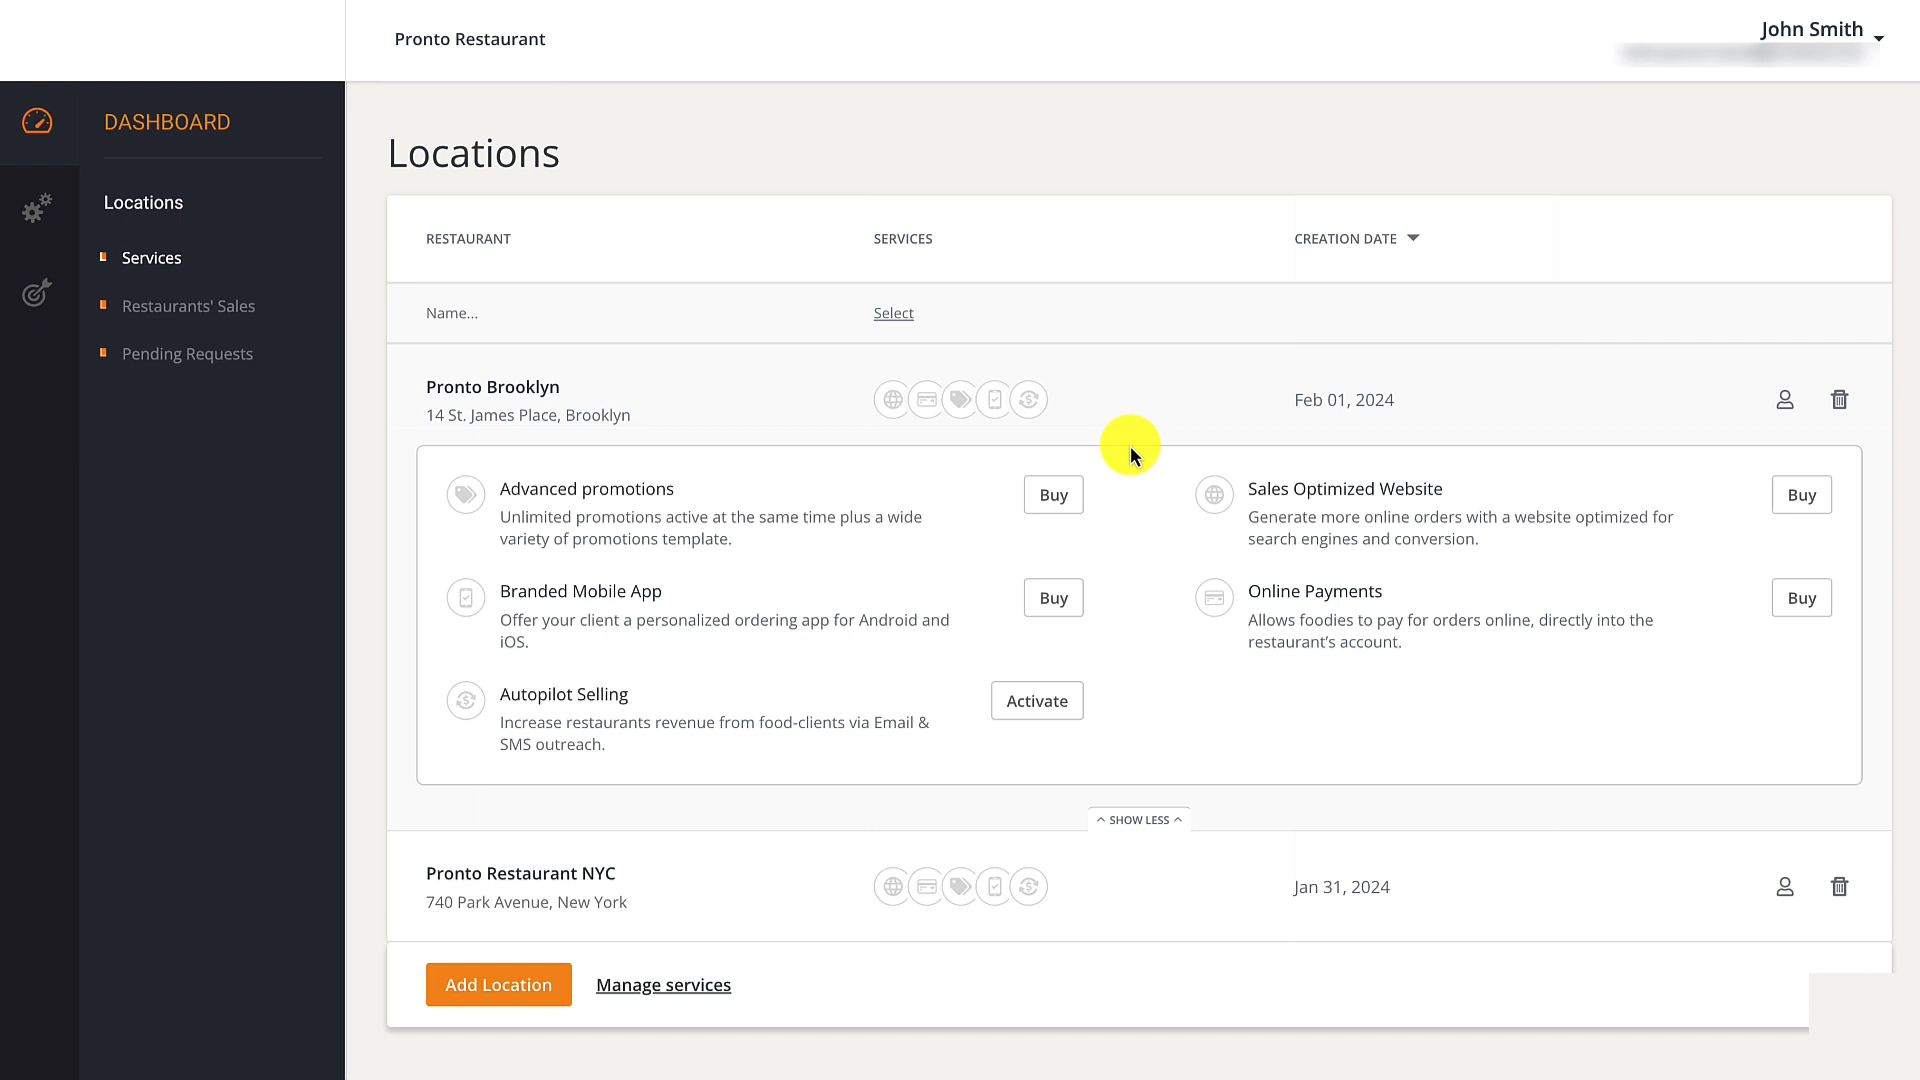 Pronto Restaurant
John Smith
DASHBOARD
Locations
Services
Restaurants' Sales
Pending Requests
Locations
RESTAURANT SERVICES CREATION DATE
Name... Select
Pronto Brooklyn
14 St. James Place, Brooklyn
Feb 01, 2024
Advanced promotions
Unlimited promotions active at the same time plus a wide
variety of promotions template.
Buy
Sales Optimized Website
Generate more online orders with a website optimized for
search engines and conversion.
Buy
Branded Mobile App
Offer your client a personalized ordering app for Android and
iOS.
Buy
Online Payments
Allows foodies to pay for orders online, directly into the
restaurant's account.
Buy
Autopilot Selling
Increase restaurants revenue from food-clients via Email &
SMS outreach.
Activate
SHOW LESS
Pronto Restaurant NYC
740 Park Avenue, New York
Jan 31, 2024
Add Location Manage services